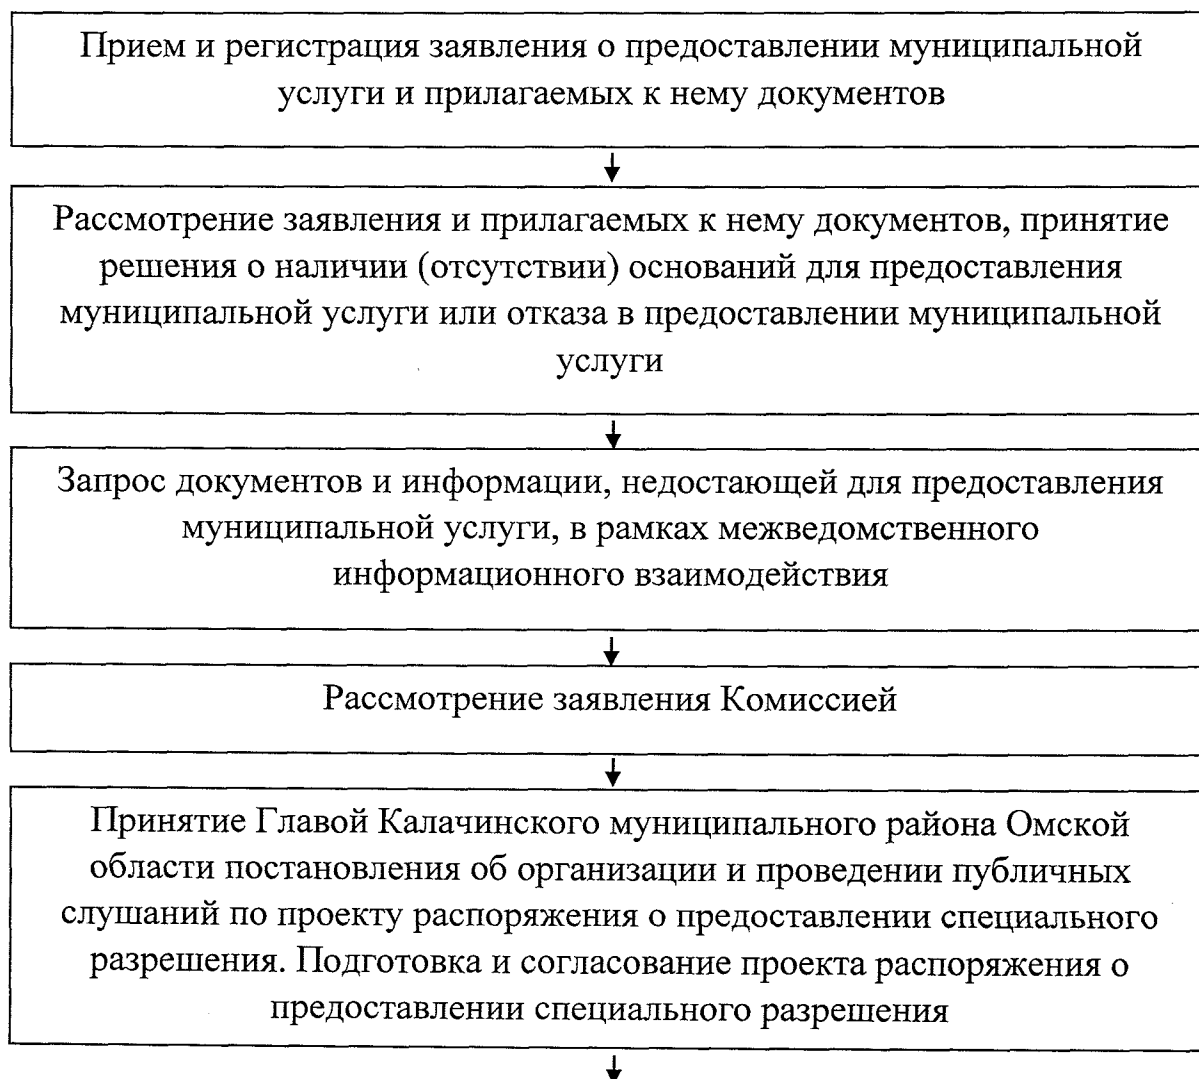 Прием и регистрация заявления о предоставлении муниципальной
услуги и прилагаемых к нему документов
Рассмотрение заявления и прилагаемых к нему документов, принятие
решения о наличии (отсутствии) оснований для предоставления
муниципальной услуги или отказа в предоставлении муниципальной
услуги
Запрос документов и информации, недостающей для предоставления
муниципальной услуги, в рамках межведомственного
информационного взаимодействия
Рассмотрение заявления Комиссией
Принятие Главой Калачинского муниципального района Омской
области постановления об организации и проведении публичных
слушаний по проекту распоряжения о предоставлении специального
разрешения. Подготовка и согласование проекта распоряжения о
предоставлении специального разрешения